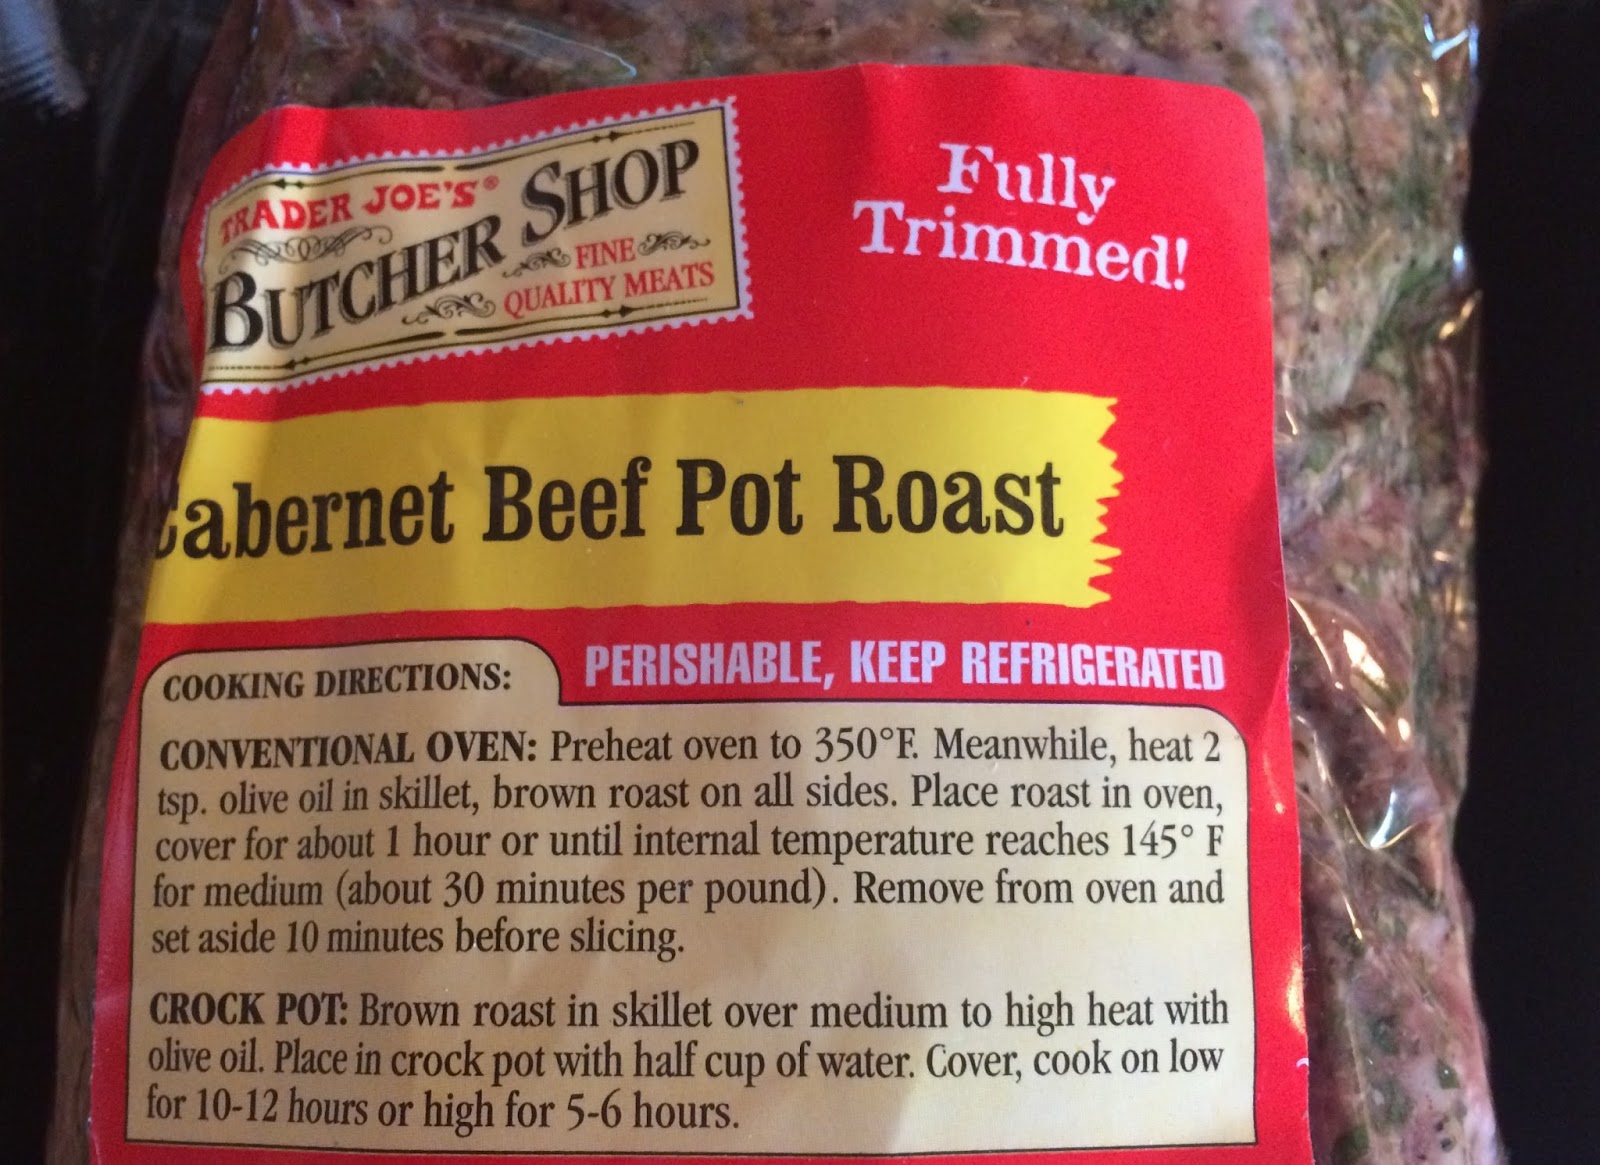 TRADER JOE'S®
BUTCHER SHOP
FINE
QUALITY MEATS
Fully
Trimmed!
Cabernet Beef Pot Roast
PERISHABLE, KEEP REFRIGERATED
COOKING DIRECTIONS:
CONVENTIONAL OVEN: Preheat oven to 350°F. Meanwhile, heat 2
tsp. olive oil in skillet, brown roast on all sides. Place roast in oven,
cover for about 1 hour or until internal temperature reaches 145° F
for medium (about 30 minutes per pound). Remove from oven and
set aside 10 minutes before slicing.
CROCK POT: Brown roast in skillet over medium to high heat with
olive oil. Place in crock pot with half cup of water. Cover, cook on low
for 10-12 hours or high for 5-6 hours.